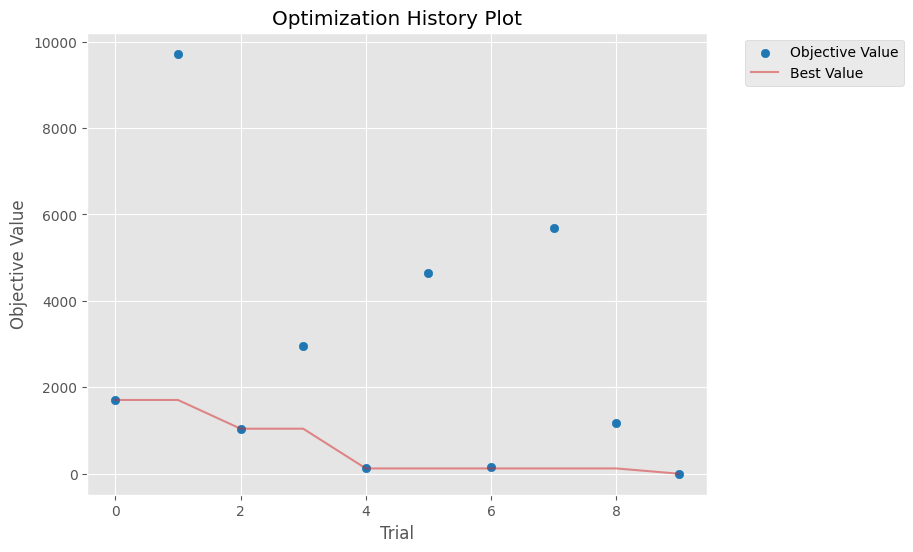 Optimization History Plot
Objective Value
Best Value
10000
8000
6000
4000
2000
0
Objective Value
0 2 4 6 8
Trial